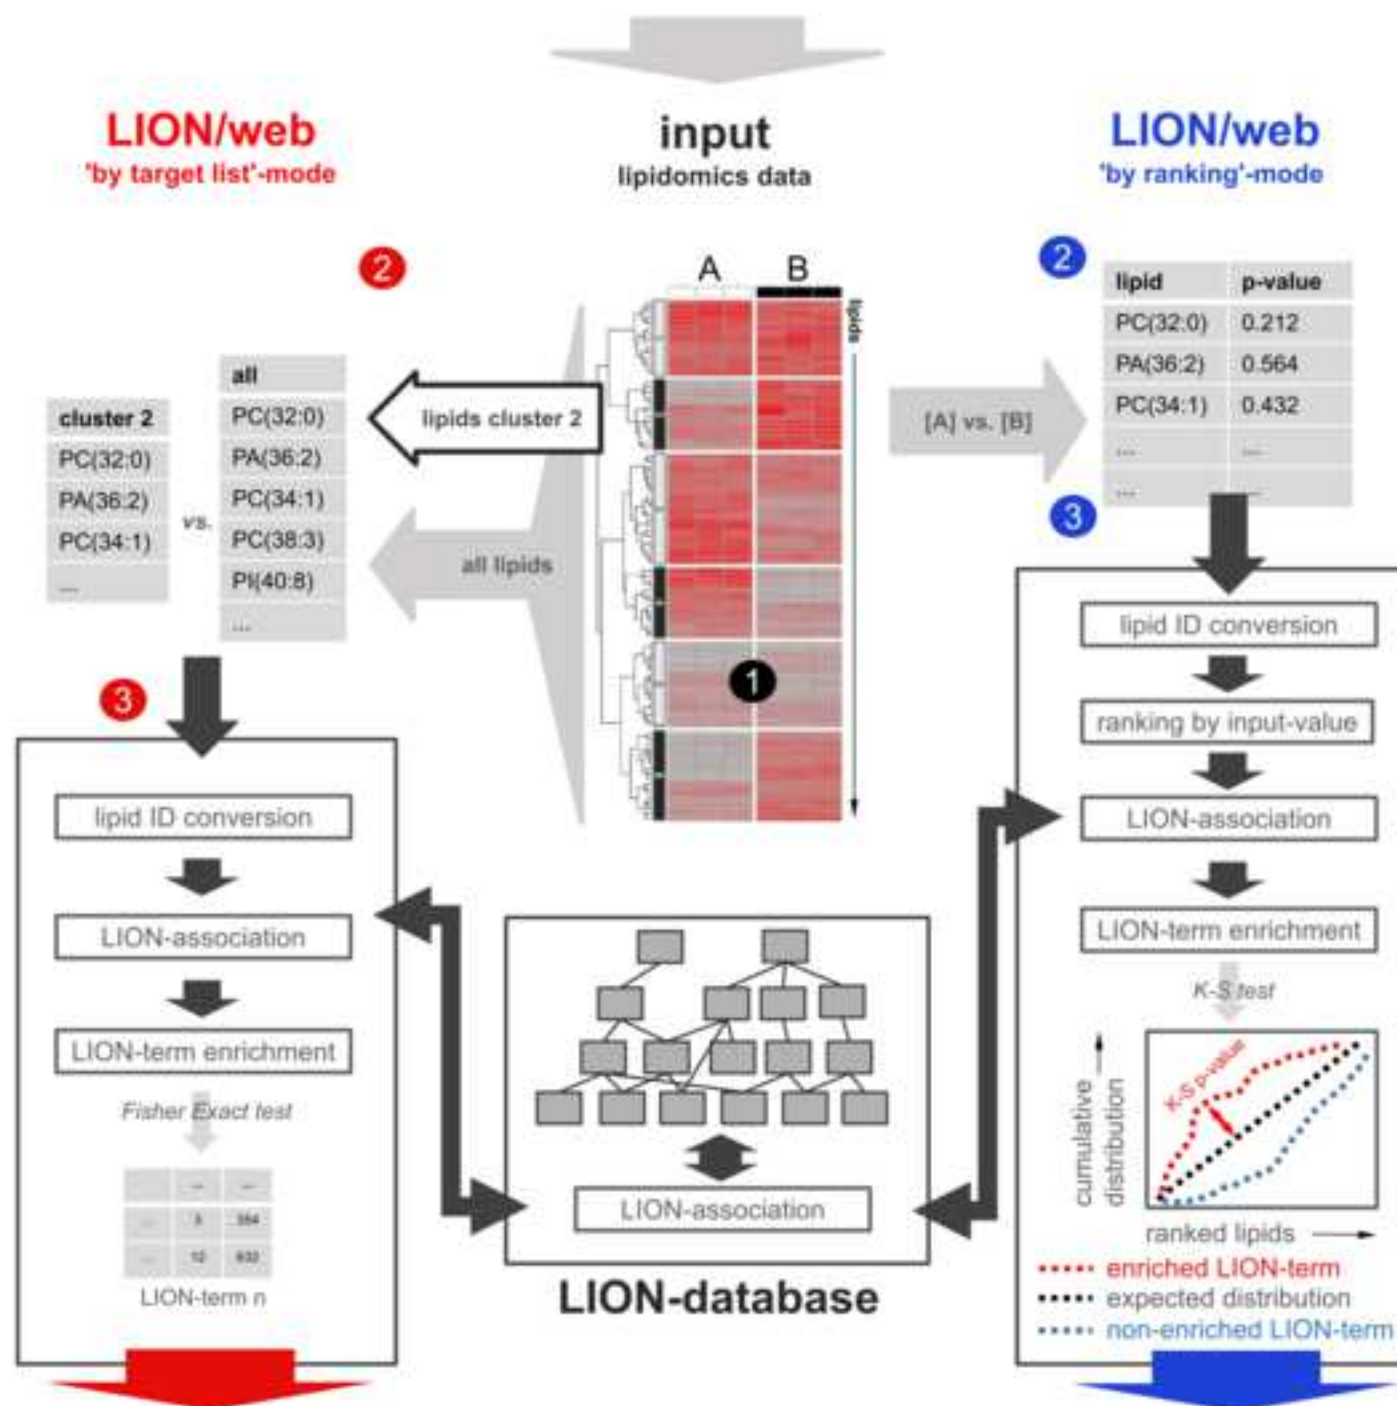 LION/web
'by target list'-mode
input
lipidomics data
LION/web
'by ranking'-mode
2
all
PC(32:0)
PA(36:2)
PC(34:1)
PC(38:3)
PI(40:8)
...
cluster 2
PC(32:0)
PA(36:2)
PC(34:1)
...
vs.
lipids cluster 2
all lipids
A
B
lipids
1
[A] vs. [B]
2
lipid p-value
PC(32:0) 0.212
PA(36:2) 0.564
PC(34:1) 0.432
... ...
... ...
3
lipid ID conversion
LION-association
LION-term enrichment
Fisher Exact test
... ...
... 5 354
... 12 632
LION-term n
LION-association
LION-database
3
lipid ID conversion
ranking by input-value
LION-association
LION-term enrichment
K-S test
K-S p-value
cumulative
distribution
ranked lipids
enriched LION-term
expected distribution
non-enriched LION-term